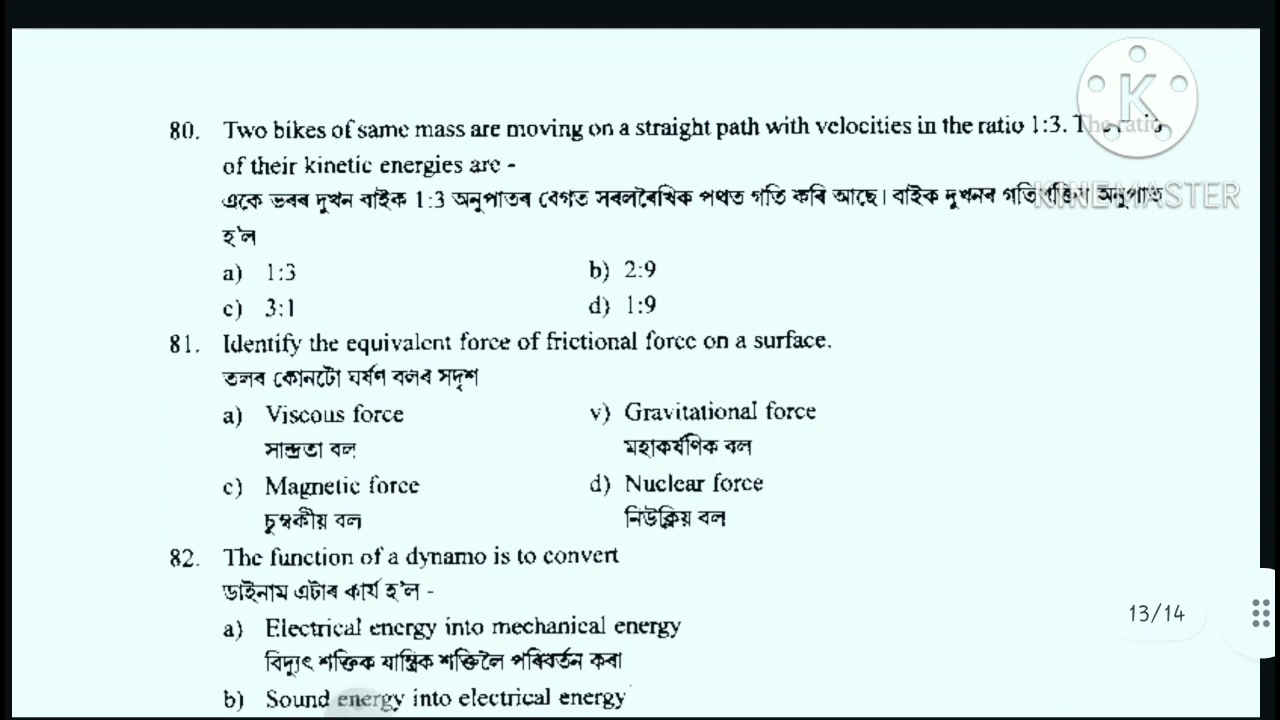 80. Two bikes of same mass are moving on a straight path with velocities in the ratio 1:3. The ratio
of their kinetic energies are -
একে ভৰৰ দুখন বাইক 1:3 অনুপাতৰ বেগত সৰলৰৈখিক পথত গতি কৰি আছে। বাইক দুখনৰ গতি শক্তিৰ অনুপাত
হ'ল
a) 1:3 b) 2:9
c) 3:1 d) 1:9
81. Identify the equivalent force of frictional force on a surface.
তলৰ কোনটো ঘৰ্ষণ বলৰ সদৃশ
a) Viscous force v) Gravitational force
সান্দ্ৰতা বল মহাকৰ্ষণিক বল
c) Magnetic force d) Nuclear force
চুম্বকীয় বল নিউক্লিয় বল
82. The function of a dynamo is to convert
ডাইনাম এটাৰ কাৰ্য হ'ল -
a) Electrical energy into mechanical energy
বিদ্যুৎ শক্তিক যান্ত্ৰিক শক্তিলৈ পৰিবৰ্তন কৰা
b) Sound energy into electrical energy
K
KINEMASTER
13/14